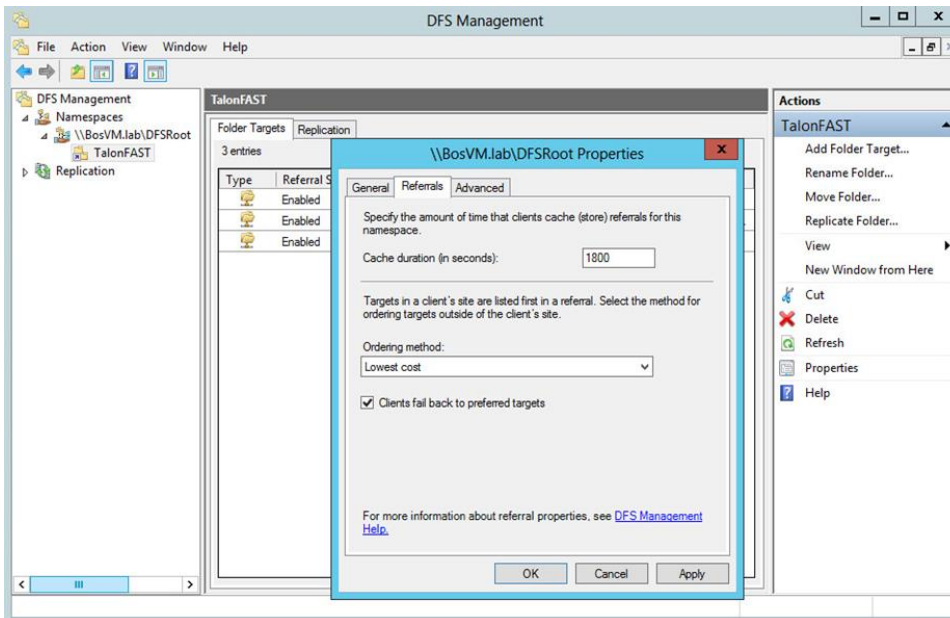 DFS Management
File Action View Window Help
DFS Management
Namespaces
\\BosVM.lab\DFSRoot
TalonFAST
Replication
TalonFAST
Folder Targets Replication
3 entries
Type Referral S
Enabled
Enabled
Enabled
\\BosVM.lab\DFSRoot Properties
General Referrals Advanced
Specify the amount of time that clients cache (store) referrals for this
namespace.
Cache duration (in seconds): 1800
Targets in a client's site are listed first in a referral. Select the method for
ordering targets outside of the client's site.
Ordering method:
Lowest cost
Clients fail back to preferred targets
For more information about referral properties, see DFS Management
Help.
OK Cancel Apply
Actions
TalonFAST
Add Folder Target...
Rename Folder...
Move Folder...
Replicate Folder...
View
New Window from Here
Cut
Delete
Refresh
Properties
Help